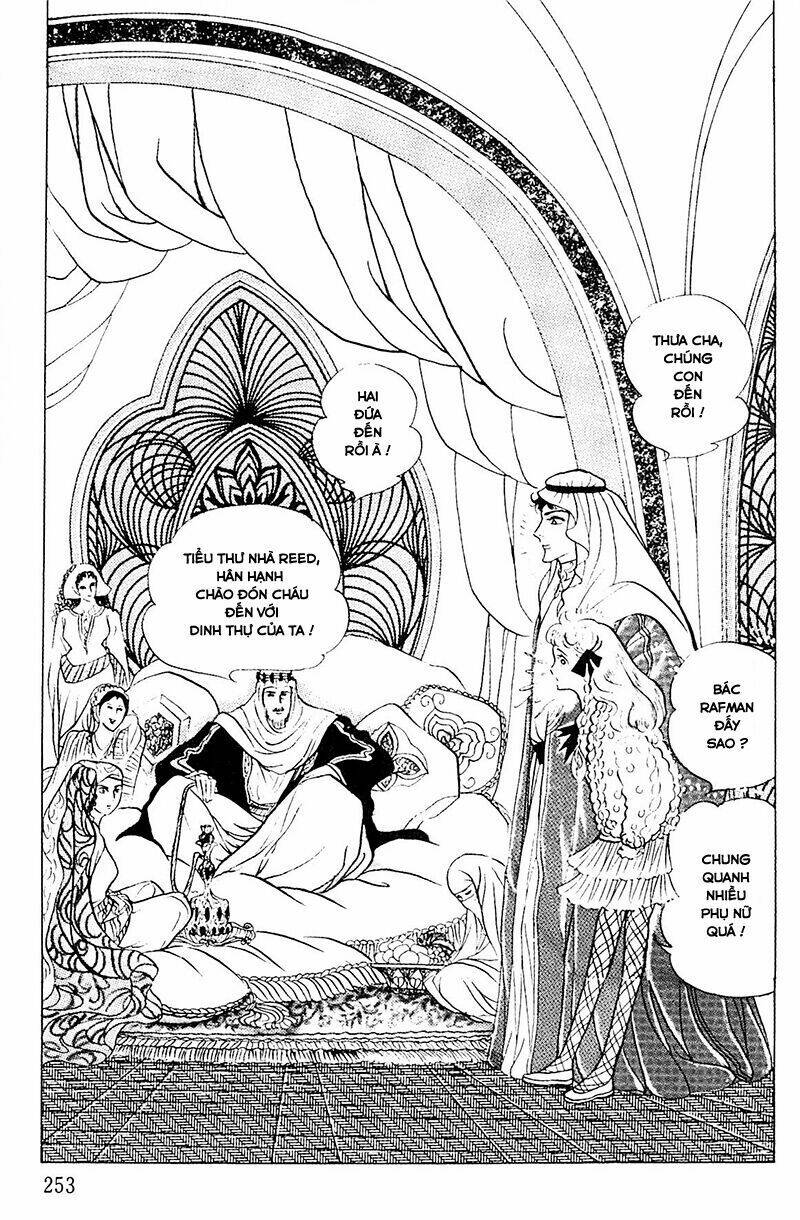 THƯA CHA,
CHÚNG
CON
ĐẾN
RỒI !
HAI
ĐỨA
ĐẾN
RỒI À !
TIỂU THƯ NHÀ REED,
HÂN HẠNH
CHÀO ĐÓN CHÁU
ĐẾN VỚI
DINH THỰ CỦA TA !
BÁC
RAFMAN
ĐẤY
SAO ?
CHUNG
QUANH
NHIỀU
PHỤ NỮ
QUÁ !
253